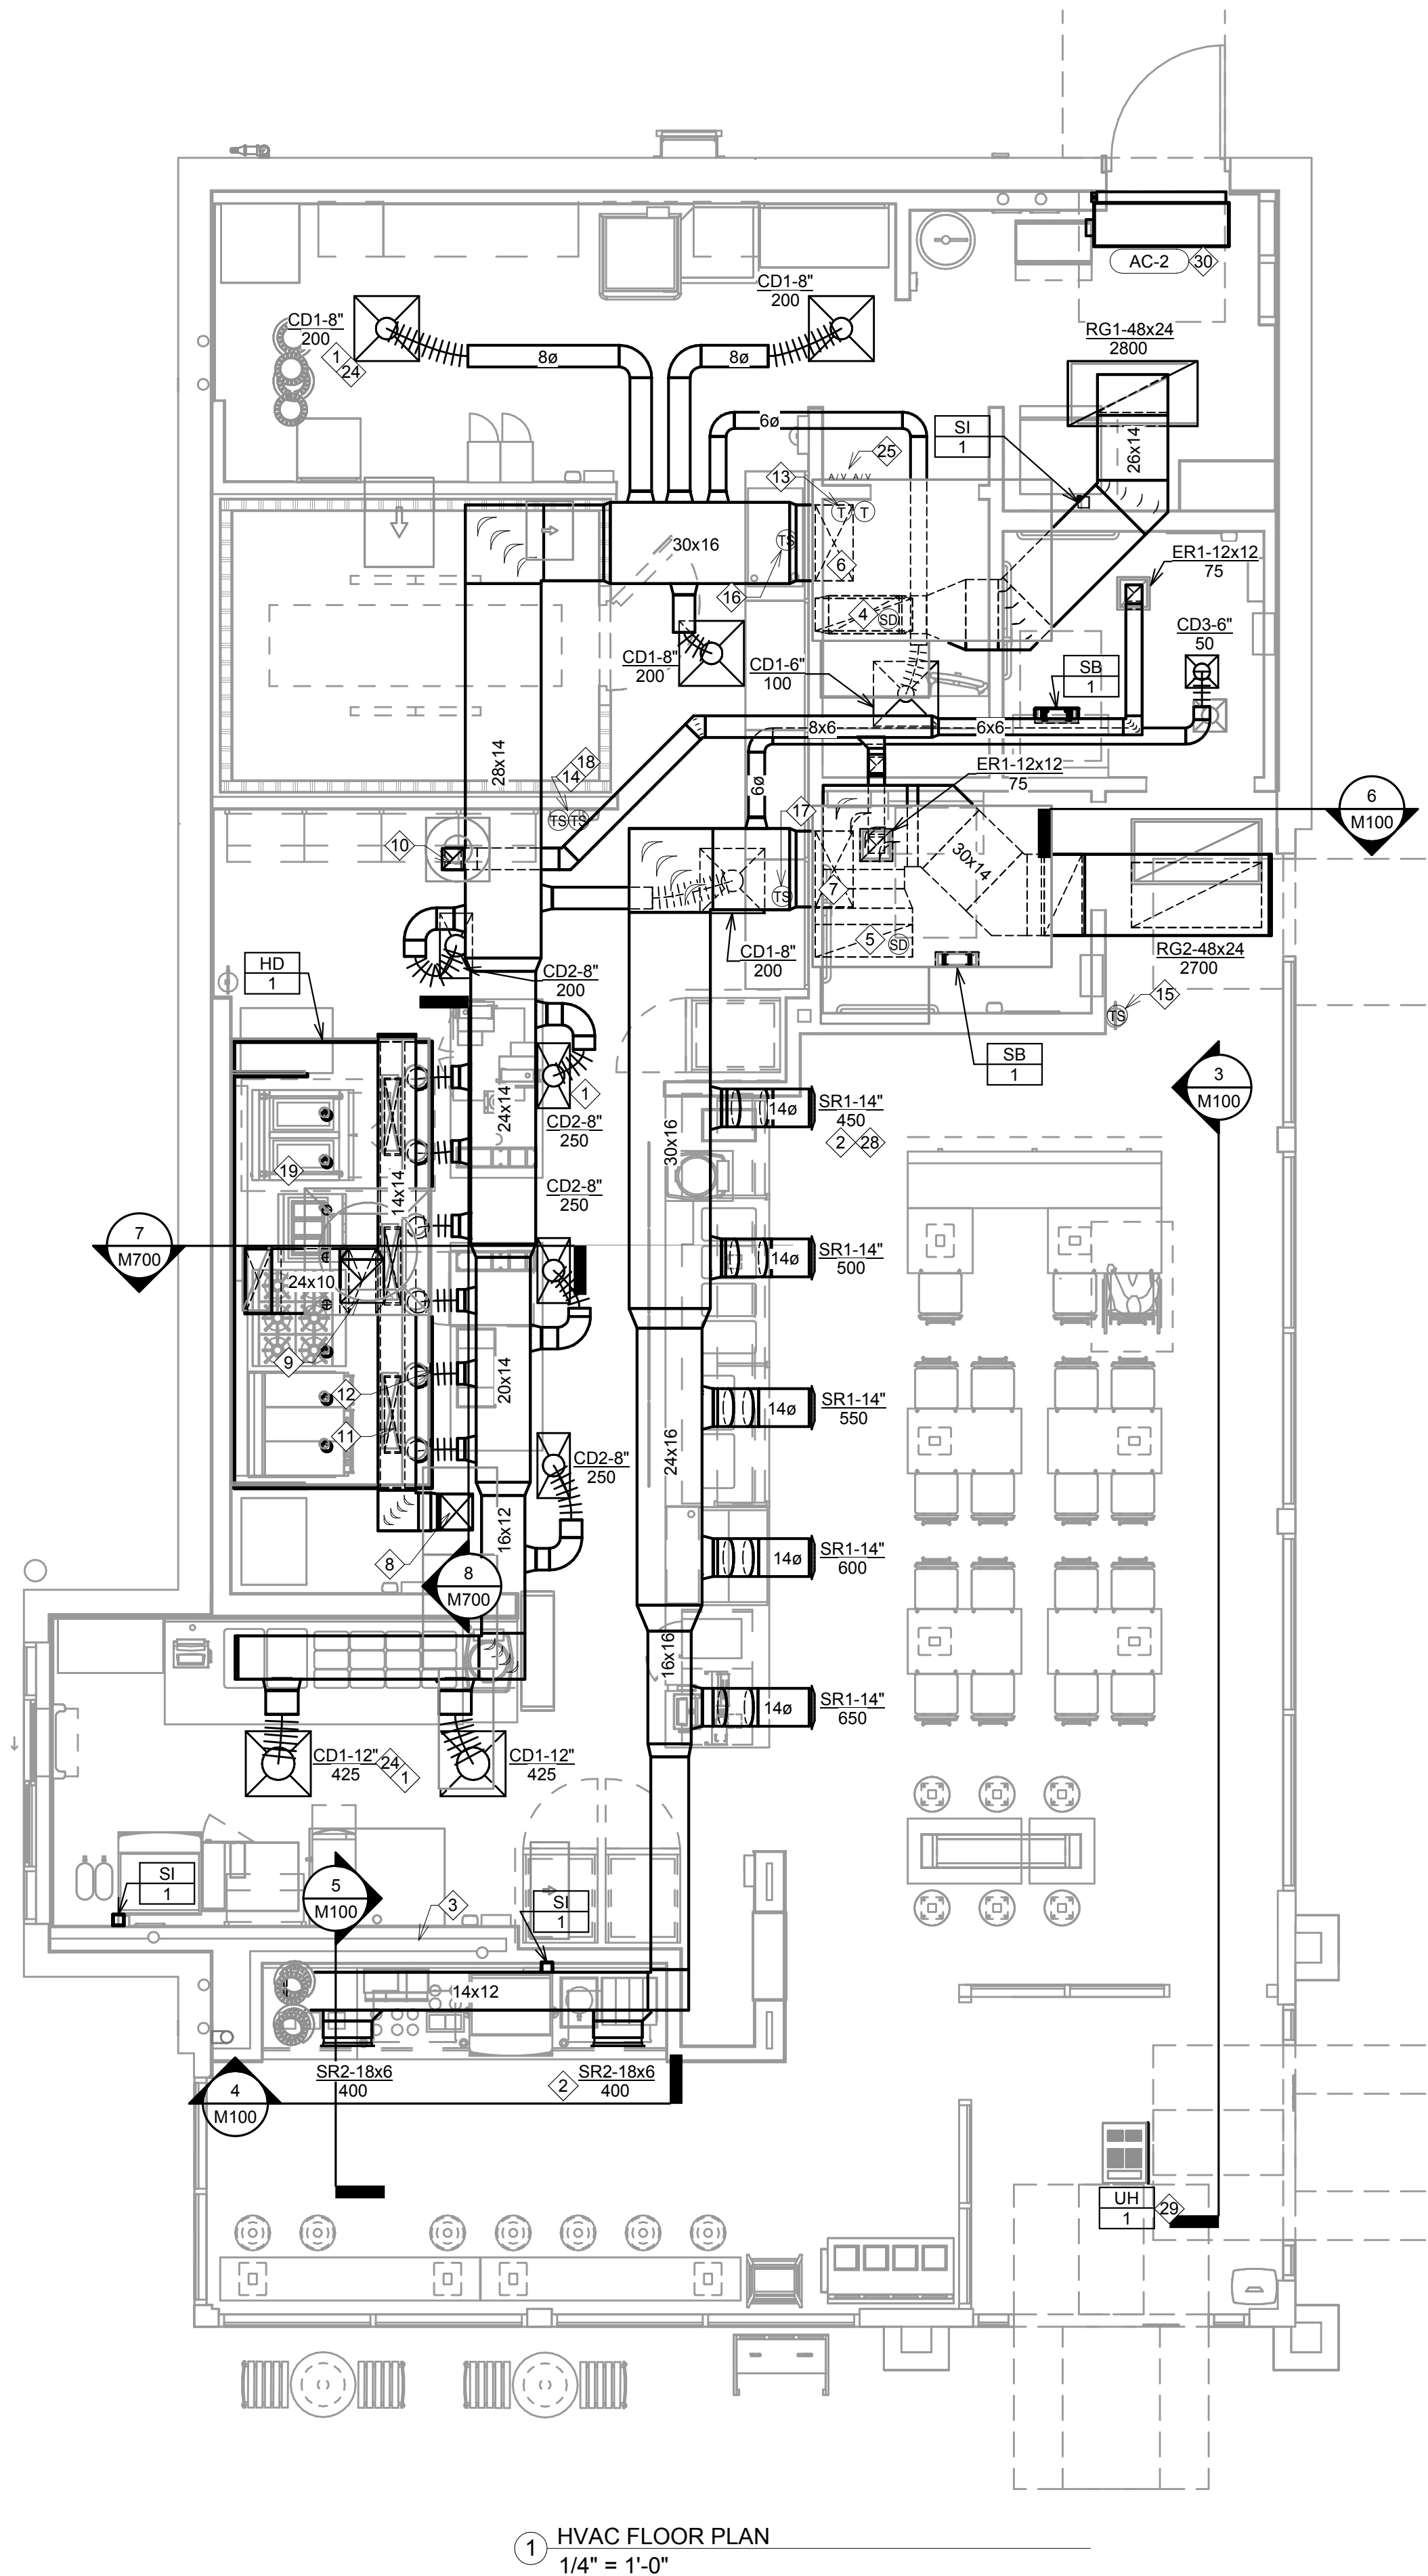 CD1-8"
200
CD1-8"
200
1
24
8ø
8ø
AC-2
30
RG1-48x24
2800
26x14
6ø
SI
1
25
A/V A/V
13
T
T
30x16
TS
16
6
4
SD
ER1-12x12
75
CD3-6"
50
CD1-8"
200
CD1-6"
100
SB
1
8x6
6x6
28x14
18
14
TS
TS
6ø
ER1-12x12
75
6
M100
17
10
30x14
7
TS
5
SD
RG2-48x24
2700
CD1-8"
200
HD
1
CD2-8"
200
15
TS
SB
1
3
M100
24x14
1
CD2-8"
250
14ø
SR1-14"
450
2
28
30x16
19
14x14
CD2-8"
250
7
M700
14ø
SR1-14"
500
24x10
9
12
20x14
11
14ø
SR1-14"
550
24x16
CD2-8"
250
16x12
8
8
M700
14ø
SR1-14"
600
16x16
14ø
SR1-14"
650
CD1-12"
425
24
1
CD1-12"
425
SI
1
5
M100
3
SI
1
14x12
SR2-18x6
400
2
SR2-18x6
400
4
M100
UH
1
29
1
HVAC FLOOR PLAN
1/4" = 1'-0"